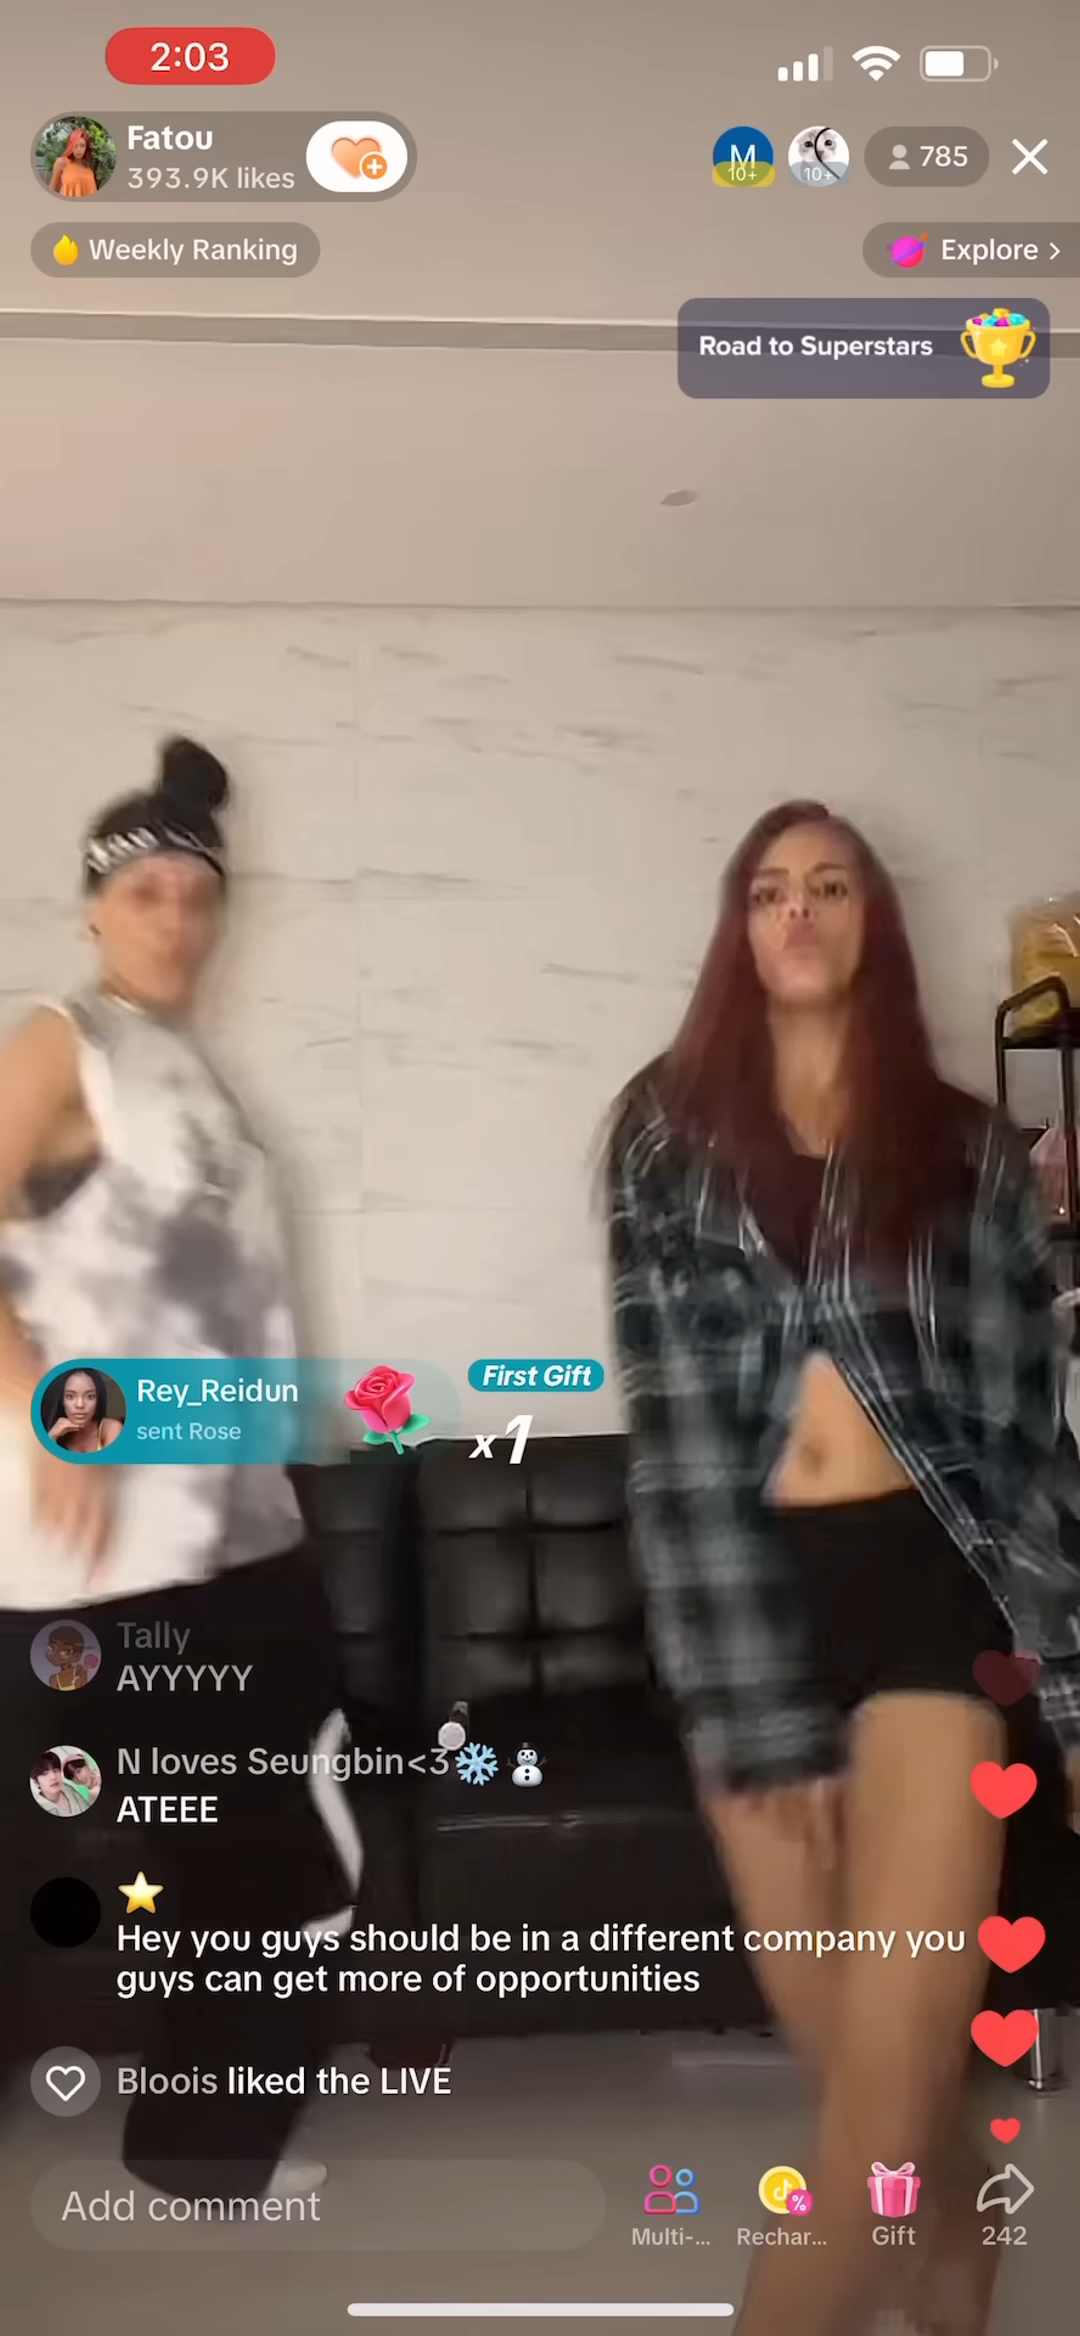 2:03
Fatou
393.9K likes
M
10+
10+
785
Weekly Ranking
Explore >
Road to Superstars
Rey_Reidun
sent Rose
First Gift
x1
Tally
AYYYYY
N loves Seungbin<3❄️⛄
ATEEE
⭐
Hey you guys should be in a different company you
guys can get more of opportunities
Bloois liked the LIVE
Add comment
%
Multi-...
Rechar...
Gift
242